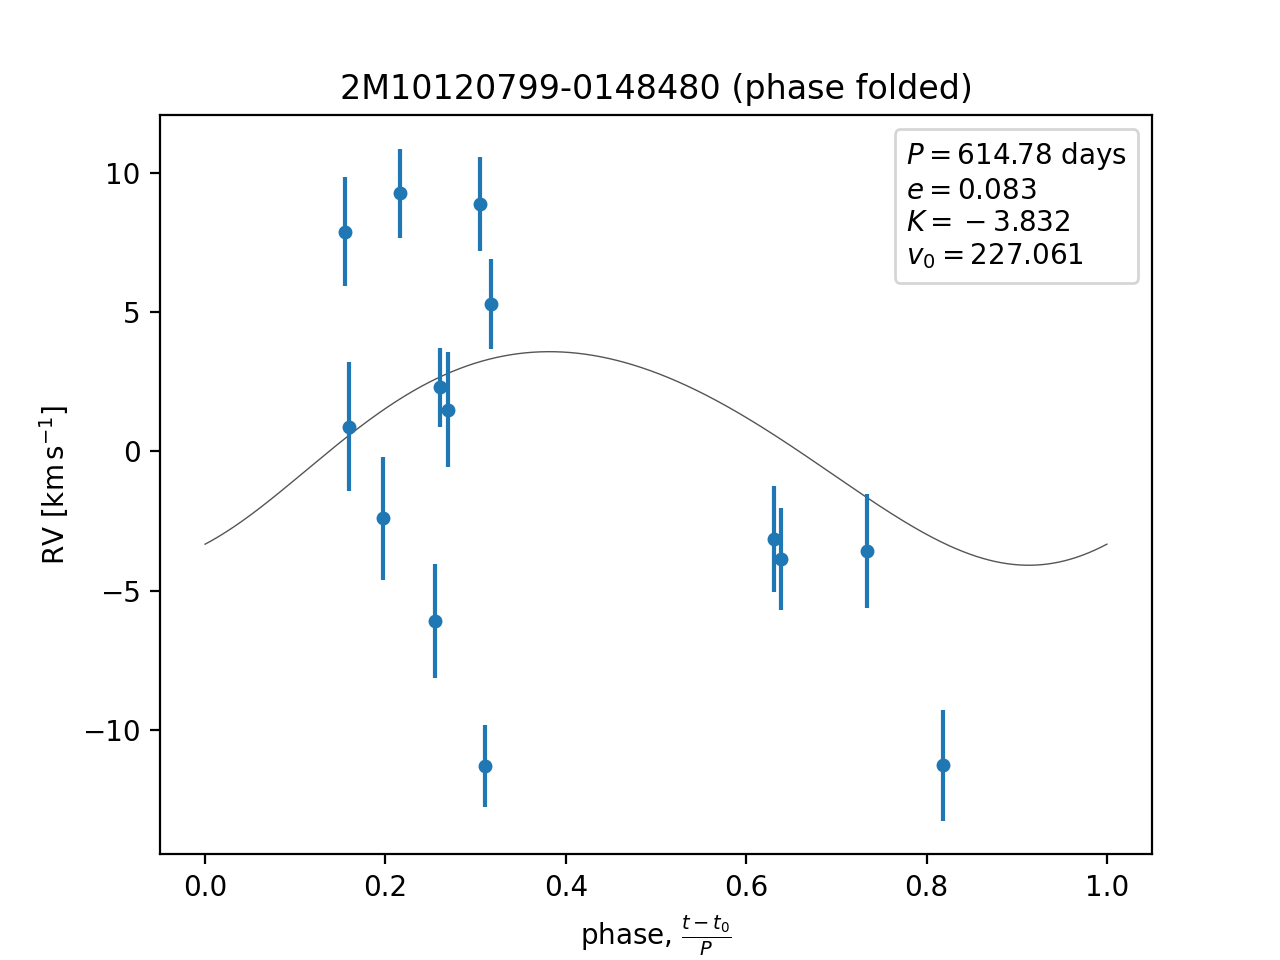 2M10120799-0148480 (phase folded)
P = 614.78 days
e = 0.083
K = −3.832
v₀ = 227.061
RV [km s⁻¹]
10
5
0
−5
−10
0.0 0.2 0.4 0.6 0.8 1.0
phase, (t − t₀)/P